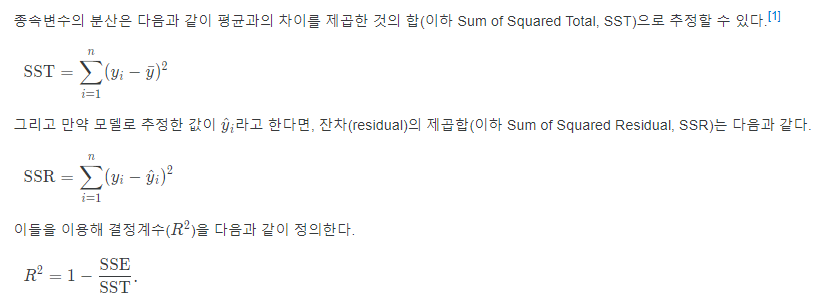 종속변수의 분산은 다음과 같이 평균과의 차이를 제곱한 것의 합(이하 Sum of Squared Total, SST)으로 추정할 수 있다.[1]
SST = ∑_{i=1}^{n} (y_i − ȳ)²
그리고 만약 모델로 추정한 값이 ŷ_i라고 한다면, 잔차(residual)의 제곱합(이하 Sum of Squared Residual, SSR)는 다음과 같다.
SSR = ∑_{i=1}^{n} (y_i − ŷ_i)²
이들을 이용해 결정계수(R²)을 다음과 같이 정의한다.
R² = 1 − SSE/SST.